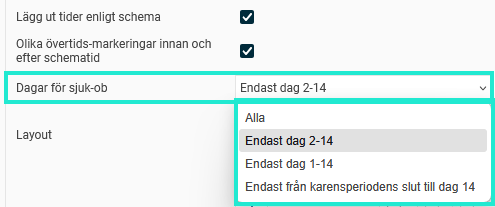 Lägg ut tider enligt schema
Olika övertids-markeringar innan och
efter schematid
Dagar för sjuk-ob
Endast dag 2-14
Layout
Alla
Endast dag 2-14
Endast dag 1-14
Endast från karensperiodens slut till dag 14